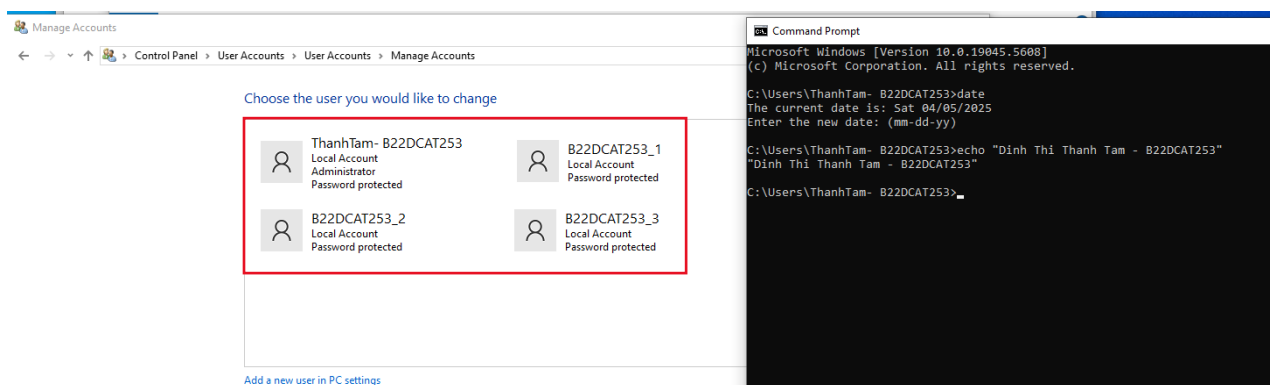 Manage Accounts
Control Panel > User Accounts > User Accounts > Manage Accounts
Choose the user you would like to change
ThanhTam- B22DCAT253
Local Account
Administrator
Password protected
B22DCAT253_1
Local Account
Password protected
B22DCAT253_2
Local Account
Password protected
B22DCAT253_3
Local Account
Password protected
Add a new user in PC settings
Command Prompt
Microsoft Windows [Version 10.0.19045.5608]
(c) Microsoft Corporation. All rights reserved.
C:\Users\ThanhTam- B22DCAT253>date
The current date is: Sat 04/05/2025
Enter the new date: (mm-dd-yy)
C:\Users\ThanhTam- B22DCAT253>echo "Dinh Thi Thanh Tam - B22DCAT253"
"Dinh Thi Thanh Tam - B22DCAT253"
C:\Users\ThanhTam- B22DCAT253>